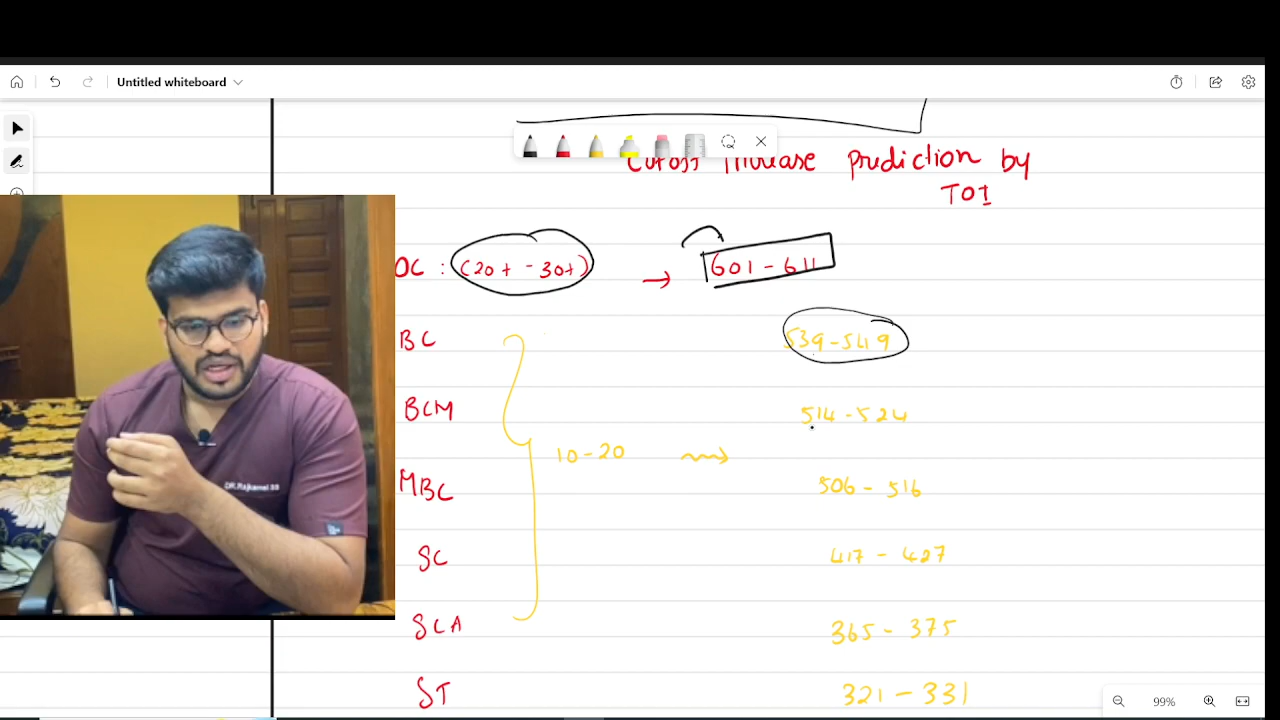 Untitled whiteboard
Increase prediction by
TOI
OC : (20+ - 30+) → 601 - 611
BC 539 - 549
BCM 514 - 524
10 - 20
MBC 506 - 516
SC 417 - 427
SCA 365 - 375
ST 321 - 331
99%